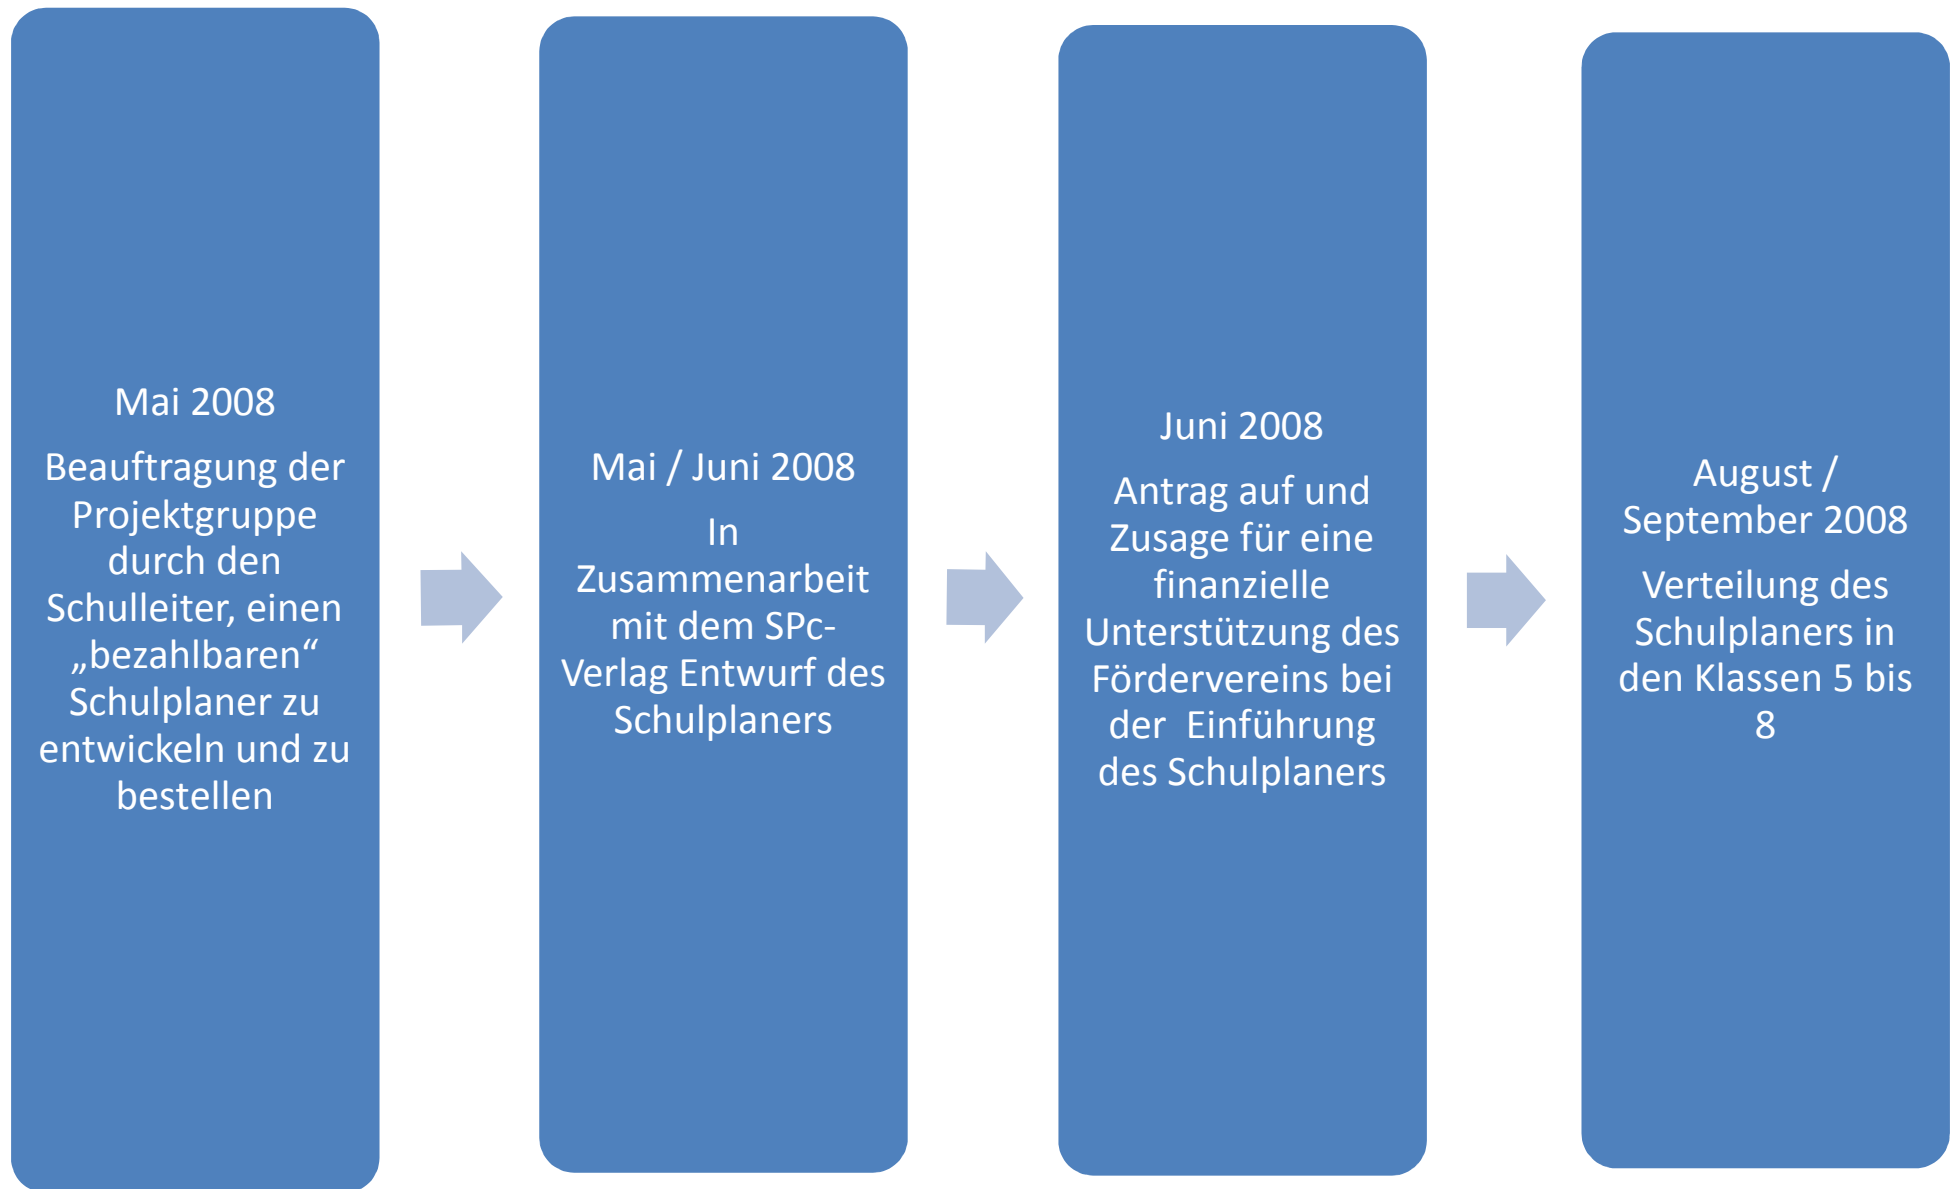 Mai 2008
Beauftragung der
Projektgruppe
durch den
Schulleiter, einen
„bezahlbaren“
Schulplaner zu
entwickeln und zu
bestellen
Mai / Juni 2008
In
Zusammenarbeit
mit dem SPc-
Verlag Entwurf des
Schulplaners
Juni 2008
Antrag auf und
Zusage für eine
finanzielle
Unterstützung des
Fördervereins bei
der  Einführung
des Schulplaners
August /
September 2008
Verteilung des
Schulplaners in
den Klassen 5 bis
8